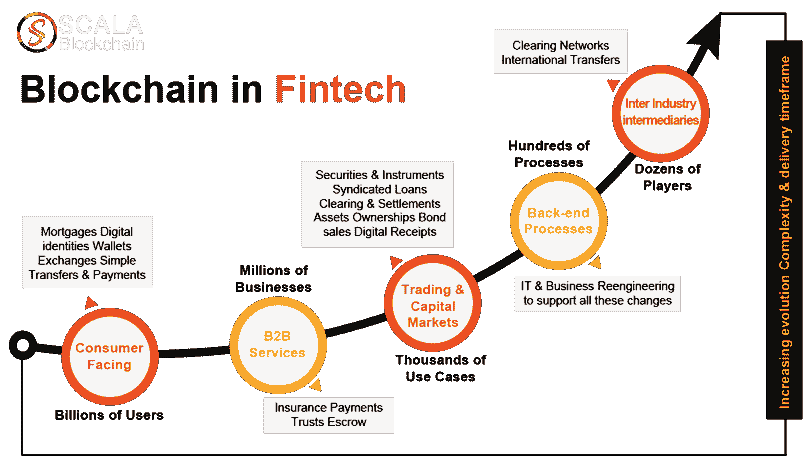 SCALA
Blockchain
Blockchain in Fintech
Mortgages Digital
identities Wallets
Exchanges Simple
Transfers & Payments
Consumer
Facing
Billions of Users
Millions of
Businesses
B2B
Services
Insurance Payments
Trusts Escrow
Securities & Instruments
Syndicated Loans
Clearing & Settlements
Assets Ownerships Bond
sales Digital Receipts
Trading &
Capital
Markets
Thousands of
Use Cases
Hundreds of
Processes
Back-end
Processes
IT & Business Reengineering
to support all these changes
Clearing Networks
International Transfers
Inter Industry
intermediaries
Dozens of
Players
Increasing evolution Complexity & delivery timeframe